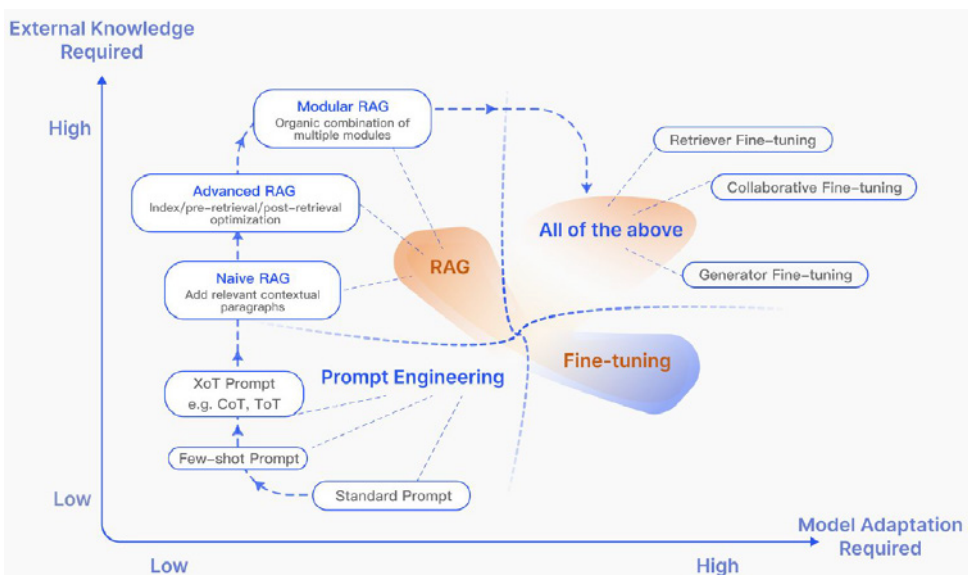 External Knowledge
Required
High
Modular RAG
Organic combination of
multiple modules
Retriever Fine-tuning
Collaborative Fine-tuning
Advanced RAG
Index/pre-retrieval/post-retrieval
optimization
All of the above
RAG
Generator Fine-tuning
Naive RAG
Add relevant contextual
paragraphs
Fine-tuning
Prompt Engineering
XoT Prompt
e.g. CoT, ToT
Few-shot Prompt
Standard Prompt
Low
Model Adaptation
Required
Low
High